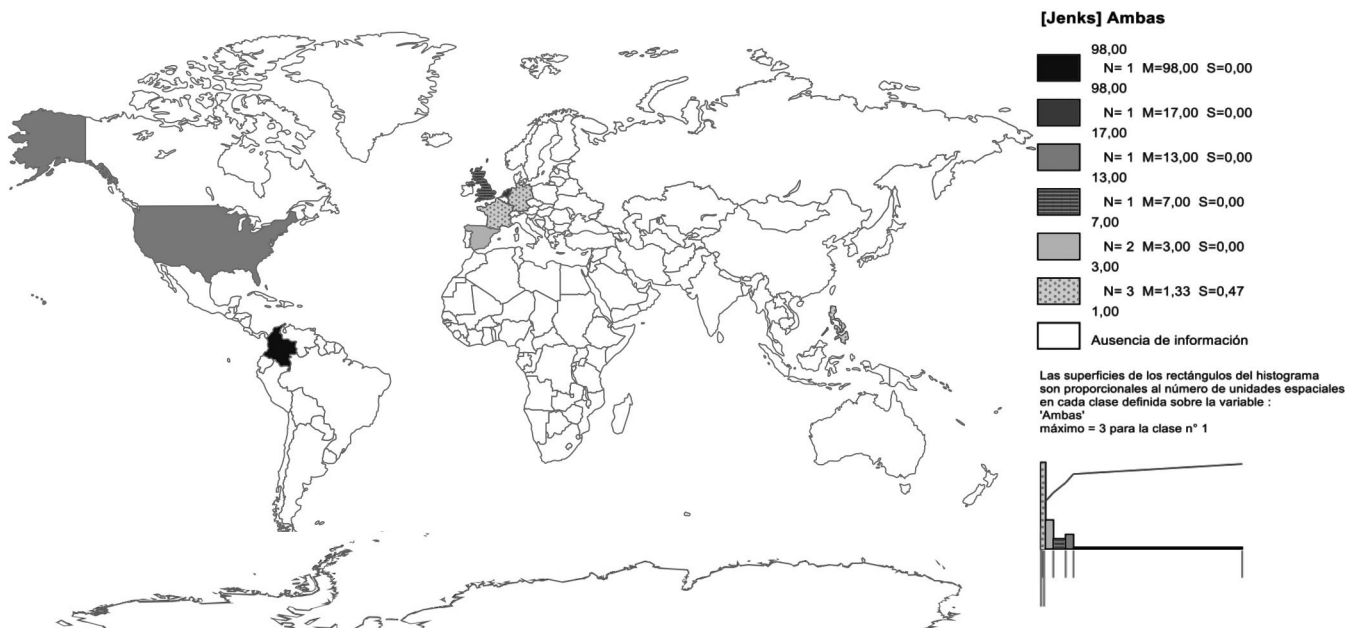 [Jenks] Ambas
98,00
N= 1 M=98,00 S=0,00
98,00
N= 1 M=17,00 S=0,00
17,00
N= 1 M=13,00 S=0,00
13,00
N= 1 M=7,00 S=0,00
7,00
N= 2 M=3,00 S=0,00
3,00
N= 3 M=1,33 S=0,47
1,00
Ausencia de información
Las superficies de los rectángulos del histograma
son proporcionales al número de unidades espaciales
en cada clase definida sobre la variable :
'Ambas'
máximo = 3 para la clase n° 1